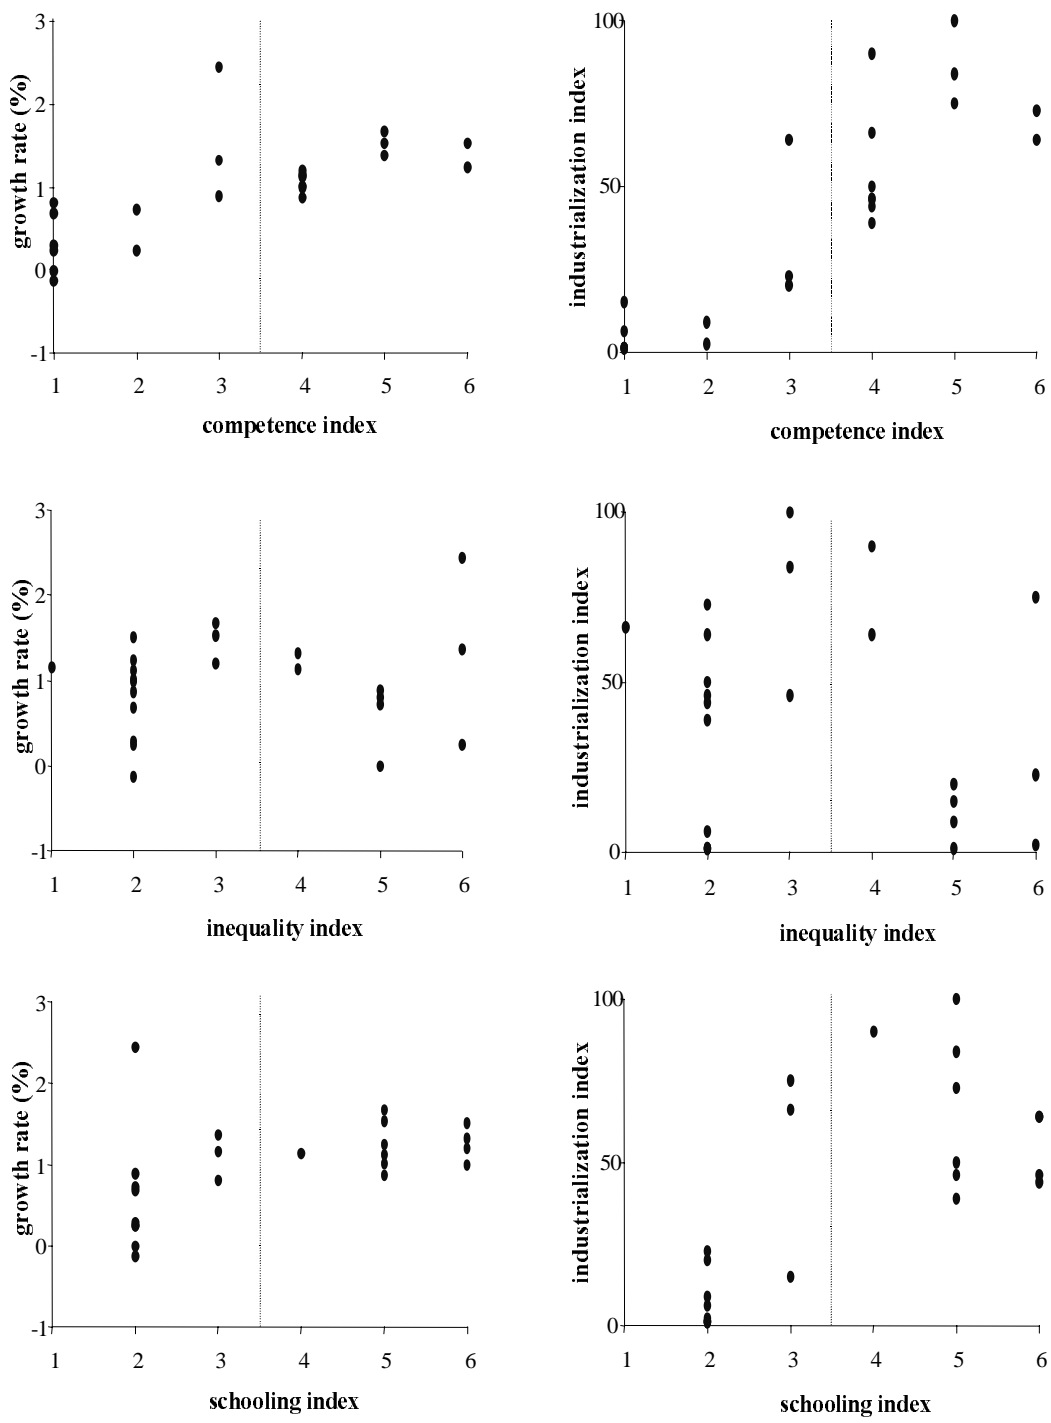 3
2
1
0
-1
growth rate (%)
1 2 3 4 5 6
competence index
100
50
0
industrialization index
1 2 3 4 5 6
competence index
3
2
1
0
-1
growth rate (%)
1 2 3 4 5 6
inequality index
100
50
0
industrialization index
1 2 3 4 5 6
inequality index
3
2
1
0
-1
growth rate (%)
1 2 3 4 5 6
schooling index
100
50
0
industrialization index
1 2 3 4 5 6
schooling index